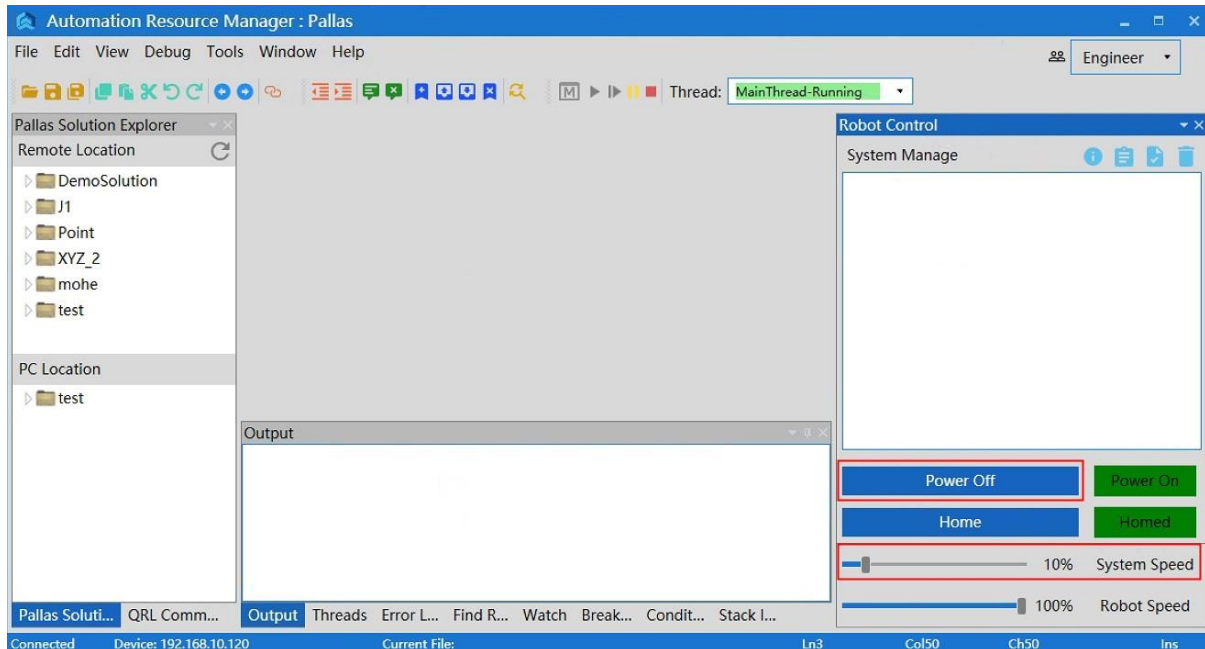 Automation Resource Manager : Pallas
File Edit View Debug Tools Window Help
Engineer
M Thread: MainThread-Running
Pallas Solution Explorer
Remote Location
DemoSolution
J1
Point
XYZ_2
mohe
test
PC Location
test
Pallas Soluti... QRL Comm...
Output
Output Threads Error L... Find R... Watch Break... Condit... Stack I...
Robot Control
System Manage
Power Off Power On
Home Homed
10% System Speed
100% Robot Speed
Connected Device: 192.168.10.120 Current File: Ln3 Col50 Ch50 Ins